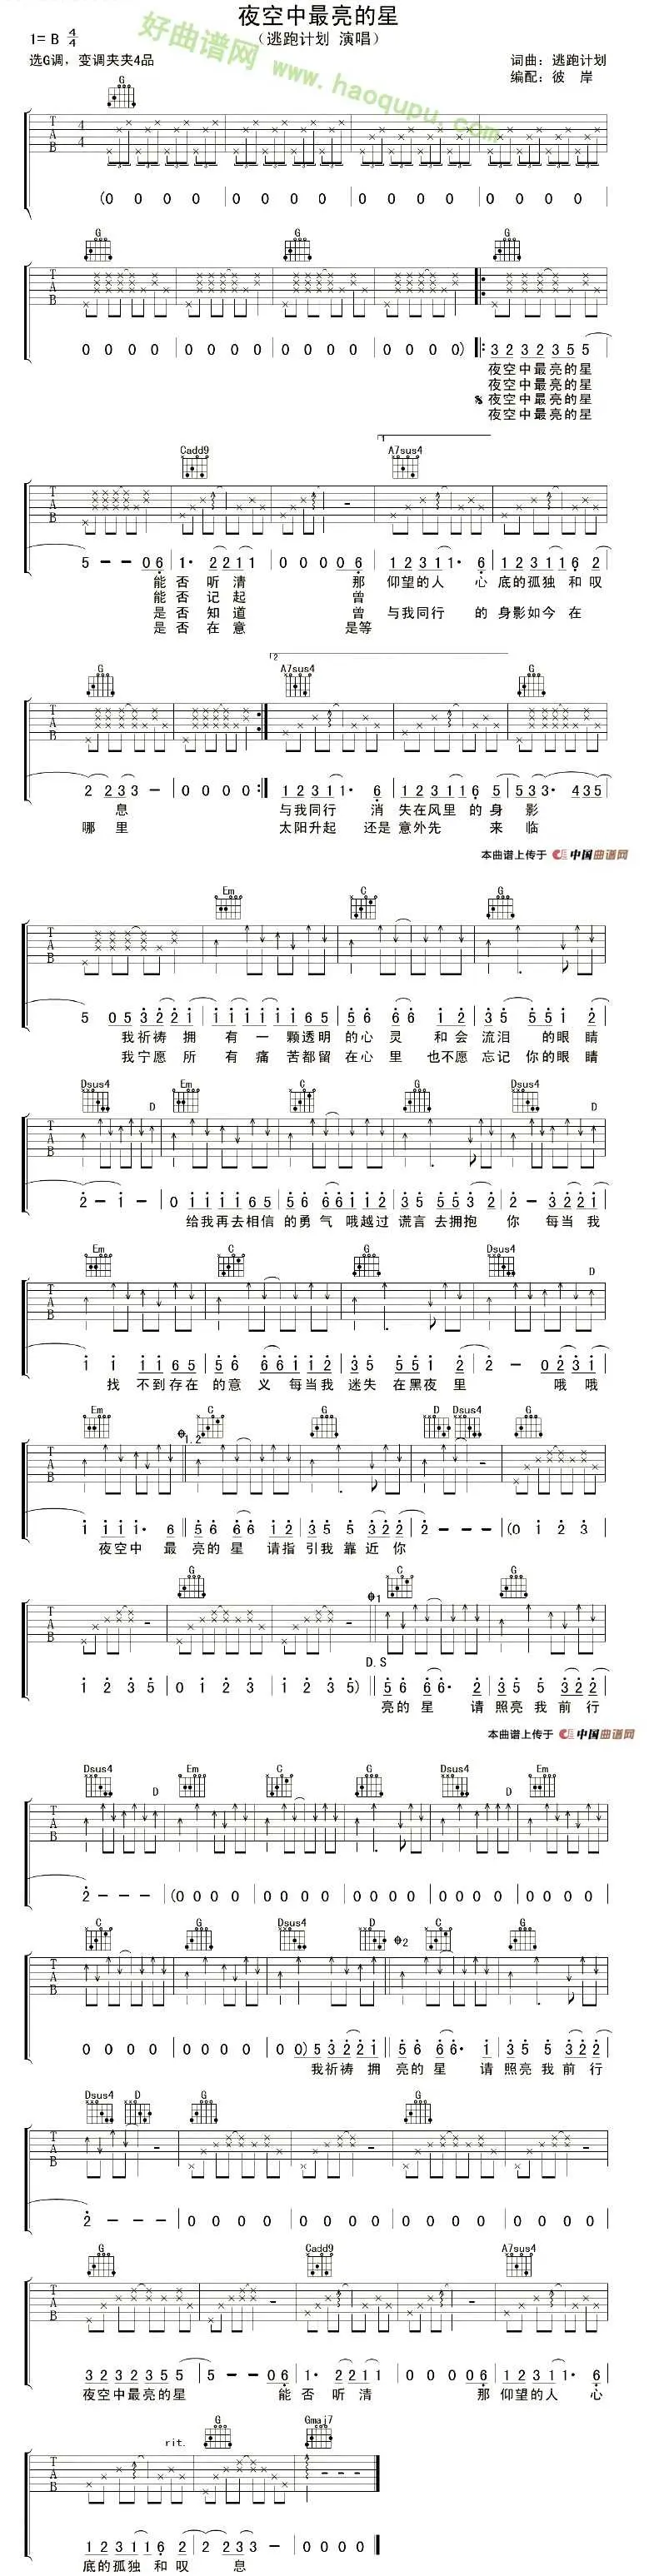 夜空中最亮的星
(逃跑计划 演唱)
好曲谱网 www.haoqupu.com
1=B 4/4
选G调，变调夹夹4品
词曲：逃跑计划
编配：彼 岸
G
(0 0 0 0 | 0 0 0 0 | 0 0 0 0 | 0 0 0 0
G G G
0 0 0 0 | 0 0 0 0 | 0 0 0 0 | 0 0 0 0) |: 3 2 3 2 3 5 5
夜空中最亮的星
夜空中最亮的星
夜空中最亮的星
夜空中最亮的星
Cadd9 1. A7sus4
5 - - 0 6 | 1· 2 2 1 1 | 0 0 0 0 6 | 1 2 3 1 1· 6 | 1 2 3 1 1 6 2
能 否 听 清 那 仰望的人 心 底的孤独 和叹
能 否 记 起 曾
是 否 知 道 曾 与我同行 的 身影如今 在
是 否 在 意 是等
G 2. A7sus4 G
2 2 3 3 - | 0 0 0 0 :| 1 2 3 1 1· 6 | 1 2 3 1 1 6 5 | 5 3 3· 4 3 5
息 与我同行 消 失在风里 的 身 影
哪 里 太阳升起 还是 意外先 来 临
本曲谱上传于 中国曲谱网
Em C G
5 0 5 3 2 2 1 | 1 1 1 1 1 1 6 5 | 5 6 6 6 1 2 | 3 5 5 5 1 2
我祈祷 拥 有 一 颗透明 的心 灵 和会 流泪 的眼 睛
我宁愿 所 有 痛 苦都留 在心 里 也不愿 忘记 你的眼 睛
Dsus4 D Em C G Dsus4 D
2 - 1 - | 0 1 1 1 1 6 5 | 5 6 6 6 1 1 2 | 3 5 5 5 3 2 | 2 - 3 2 2 1
给我再去相信 的勇 气 哦越过 谎言 去拥抱 你 每当 我
Em C G Dsus4 D
1 1 1 1 6 5 | 5 6 6 6 1 1 2 | 3 5 5 5 1 2 | 2 - 0 2 3 1
找 不到存在 的意 义 每当我 迷失 在黑夜 里 哦 哦
Em 1.2 C G D Dsus4 G
1 1 1 1· 6 | 5 6 6 6 1 2 | 3 5 5 3 2 2 | 2 - - - | (0 1 2 3
夜空中 最 亮的 星 请指 引我 靠近 你
G 1 C G
1 2 3 5 | 0 1 2 3 | 1 2 3 5) | 5 6 6 6· 2 | 3 5 5 3 2 2
D.S
亮的 星 请 照亮 我 前 行
本曲谱上传于 中国曲谱网
Dsus4 D Em C G Dsus4 D Em
2 - - - | (0 0 0 0 | 0 0 0 0 | 0 0 0 0 | 0 0 0 0 | 0 0 0 0
C G Dsus4 D 2 C G
0 0 0 0 | 0 0 0 0 | 0 0) 5 3 2 2 1 | 5 6 6 6· 1 | 3 5 5 3 2 2
我祈祷 拥 亮的 星 请 照亮 我 前 行
Dsus4 D G G
2 - - - | 0 0 0 0 | 0 0 0 0 | 0 0 0 0 | 0 0 0 0
G Cadd9 A7sus4
3 2 3 2 3 5 5 | 5 - - 0 6 | 1· 2 2 1 1 | 0 0 0 0 6 | 1 2 3 1 1· 6
夜空中最亮的星 能 否 听 清 那 仰望的人 心
rit. G Gmaj7
1 2 3 1 1 6 2 | 2 2 3 3 - | 0 0 0 0
底的孤独 和叹 息